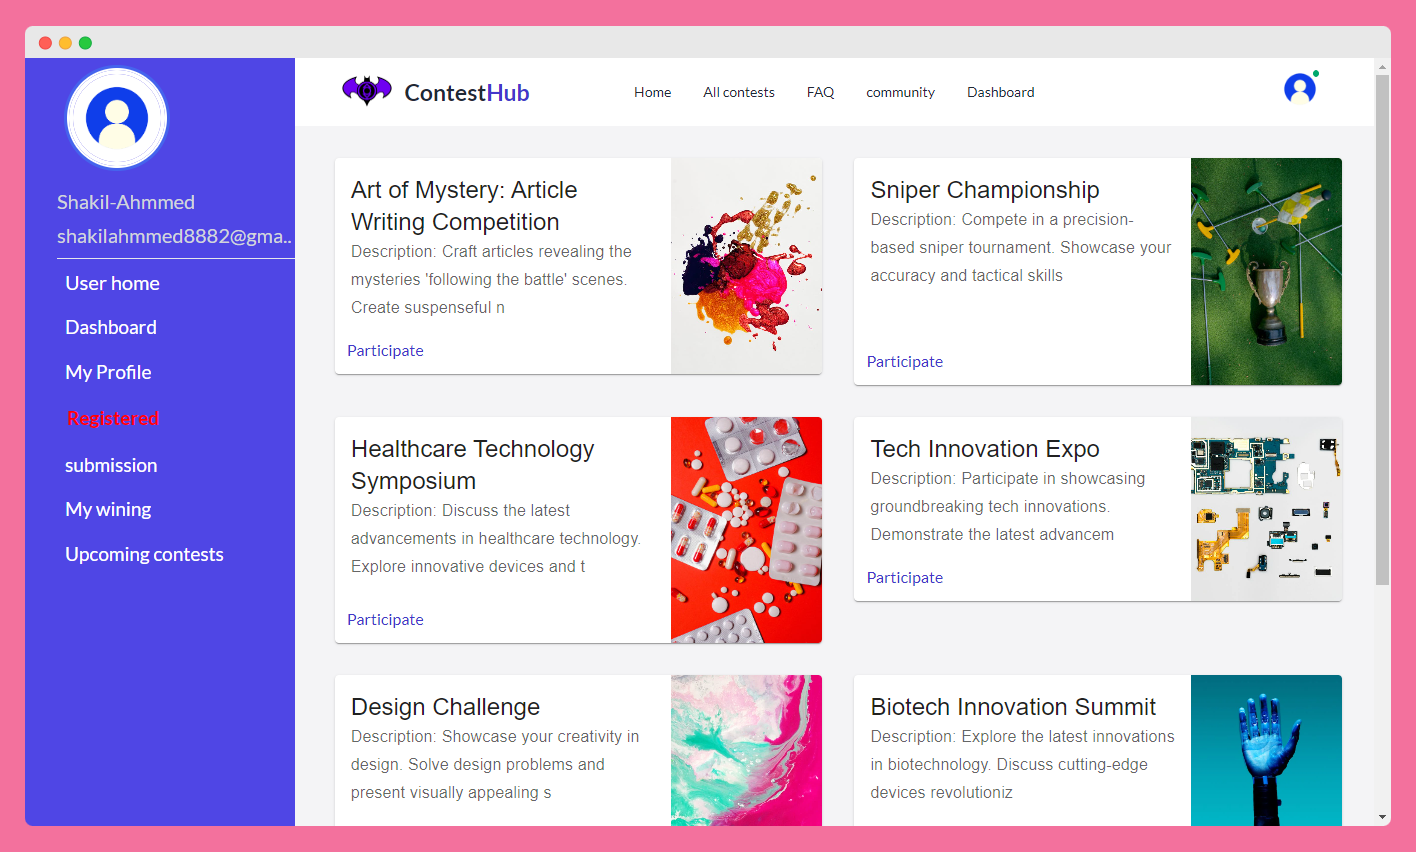 Shakil-Ahmmed
shakilahmmed8882@gma..
User home
Dashboard
My Profile
Registered
submission
My wining
Upcoming contests
ContestHub
Home
All contests
FAQ
community
Dashboard
Art of Mystery: Article
Writing Competition
Description: Craft articles revealing the
mysteries 'following the battle' scenes.
Create suspenseful n
Participate
Sniper Championship
Description: Compete in a precision-
based sniper tournament. Showcase your
accuracy and tactical skills
Participate
Healthcare Technology
Symposium
Description: Discuss the latest
advancements in healthcare technology.
Explore innovative devices and t
Participate
Tech Innovation Expo
Description: Participate in showcasing
groundbreaking tech innovations.
Demonstrate the latest advancem
Participate
Design Challenge
Description: Showcase your creativity in
design. Solve design problems and
present visually appealing s
Biotech Innovation Summit
Description: Explore the latest innovations
in biotechnology. Discuss cutting-edge
devices revolutioniz